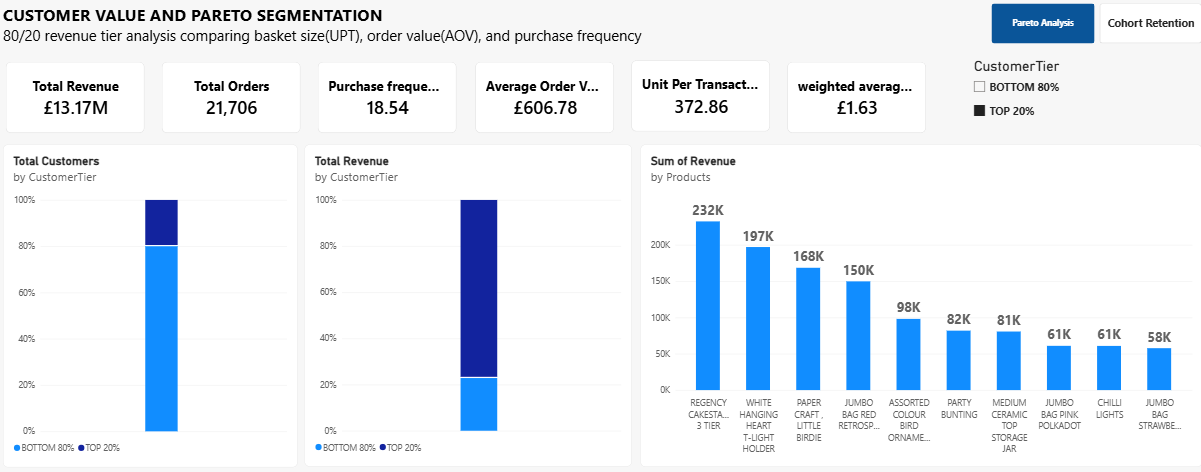 CUSTOMER VALUE AND PARETO SEGMENTATION
80/20 revenue tier analysis comparing basket size(UPT), order value(AOV), and purchase frequency
Pareto Analysis
Cohort Retention
Total Revenue
£13.17M
Total Orders
21,706
Purchase freque...
18.54
Average Order V...
£606.78
Unit Per Transact...
372.86
weighted averag...
£1.63
CustomerTier
BOTTOM 80%
TOP 20%
Total Customers
by CustomerTier
100%
80%
60%
40%
20%
0%
BOTTOM 80% TOP 20%
Total Revenue
by CustomerTier
100%
80%
60%
40%
20%
0%
BOTTOM 80% TOP 20%
Sum of Revenue
by Products
200K
150K
100K
50K
0K
232K
197K
168K
150K
98K
82K
81K
61K
61K
58K
REGENCY
CAKESTA...
3 TIER
WHITE
HANGING
HEART
T-LIGHT
HOLDER
PAPER
CRAFT ,
LITTLE
BIRDIE
JUMBO
BAG RED
RETROSP...
ASSORTED
COLOUR
BIRD
ORNAME...
PARTY
BUNTING
MEDIUM
CERAMIC
TOP
STORAGE
JAR
JUMBO
BAG PINK
POLKADOT
CHILLI
LIGHTS
JUMBO
BAG
STRAWBE...